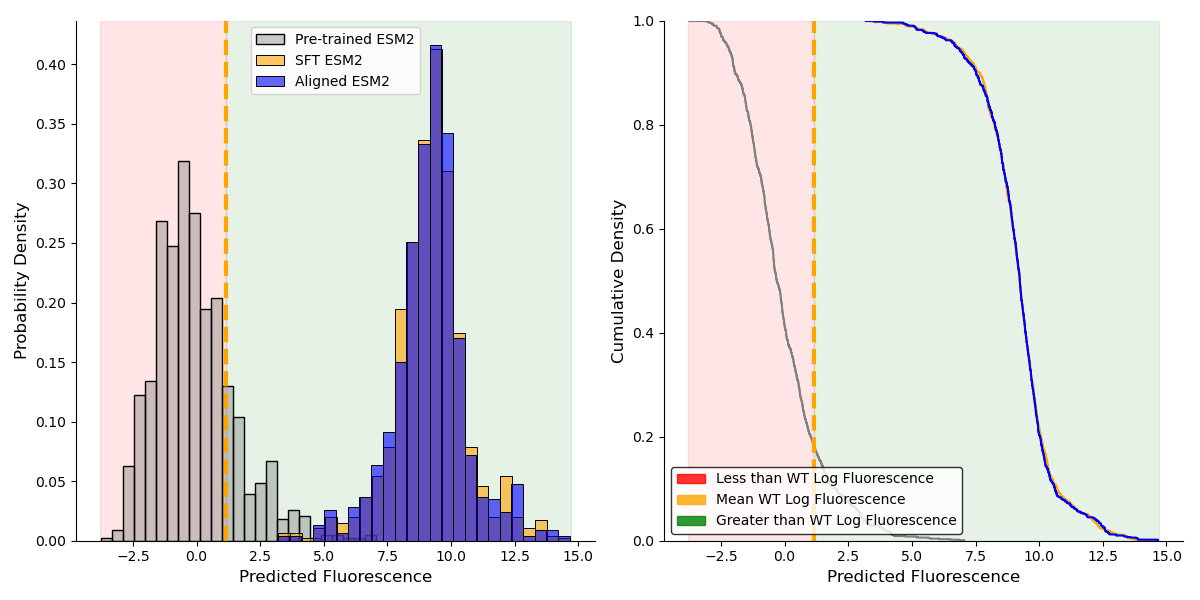 Pre-trained ESM2
SFT ESM2
Aligned ESM2
0.40
0.35
0.30
0.25
0.20
0.15
0.10
0.05
0.00
Probability Density
-2.5 0.0 2.5 5.0 7.5 10.0 12.5 15.0
Predicted Fluorescence
1.0
0.8
0.6
0.4
0.2
0.0
Cumulative Density
Less than WT Log Fluorescence
Mean WT Log Fluorescence
Greater than WT Log Fluorescence
-2.5 0.0 2.5 5.0 7.5 10.0 12.5 15.0
Predicted Fluorescence